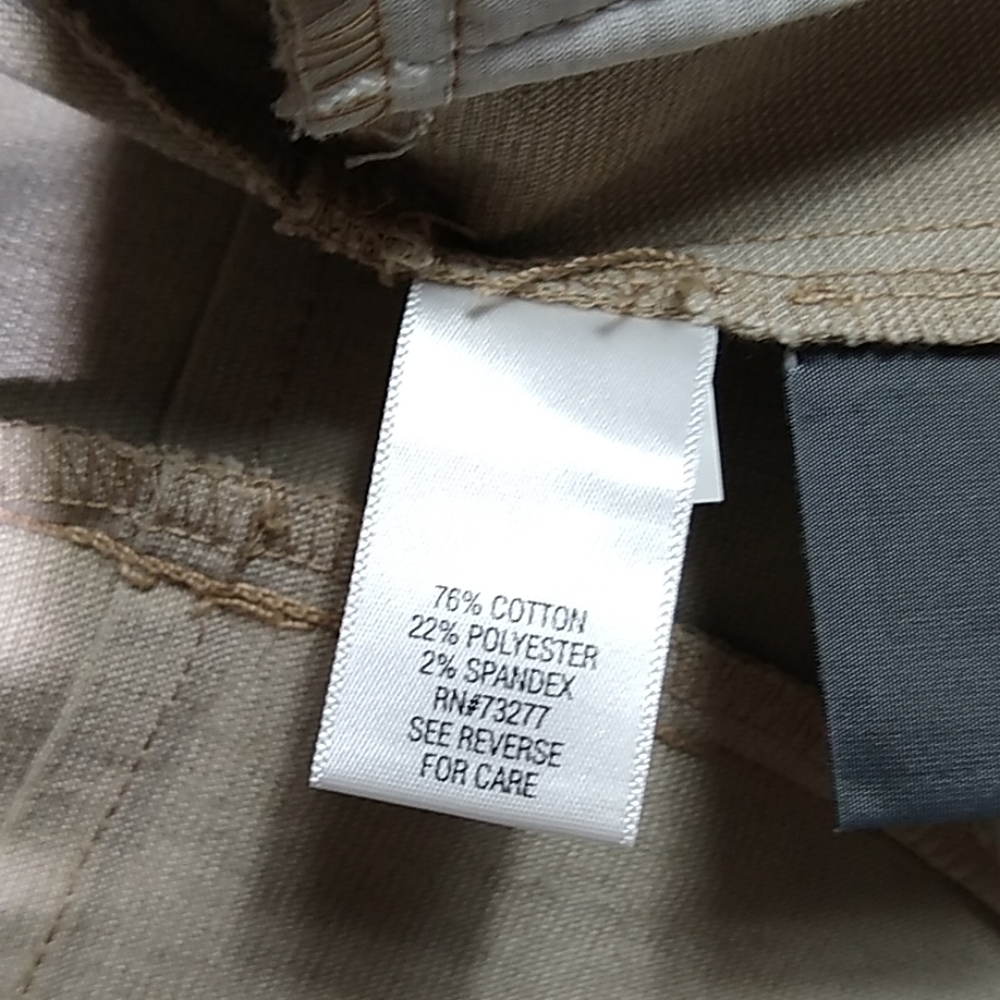 76% COTTON
22% POLYESTER
2% SPANDEX
RN#73277
SEE REVERSE
FOR CARE